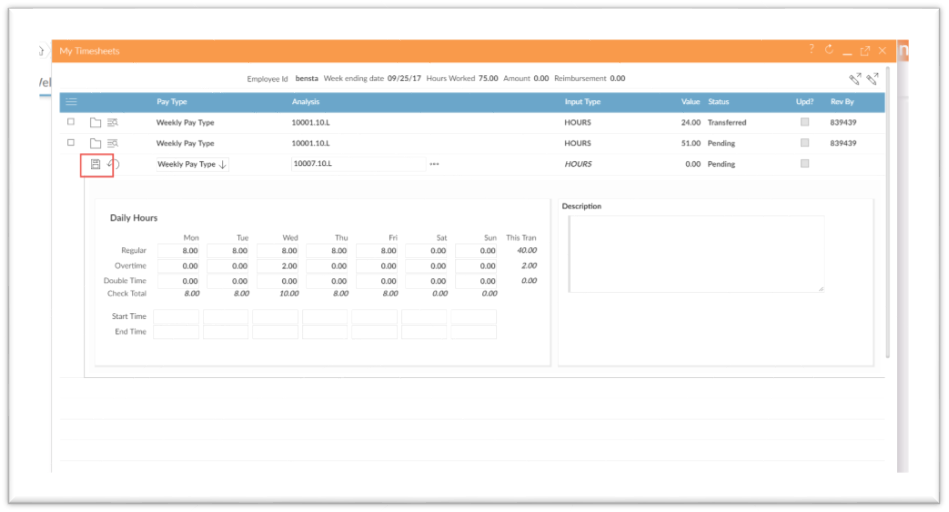 My Timesheets ?
Employee Id bensta Week ending date 09/25/17 Hours Worked 75.00 Amount 0.00 Reimbursement 0.00
Pay Type Analysis Input Type Value Status Upd? Rev By
Weekly Pay Type 10001.10.L HOURS 24.00 Transferred 839439
Weekly Pay Type 10001.10.L HOURS 51.00 Pending 839439
Weekly Pay Type 10007.10.L HOURS 0.00 Pending
Daily Hours
Mon Tue Wed Thu Fri Sat Sun This Tran
Regular 8.00 8.00 8.00 8.00 8.00 0.00 0.00 40.00
Overtime 0.00 0.00 2.00 0.00 0.00 0.00 0.00 2.00
Double Time 0.00 0.00 0.00 0.00 0.00 0.00 0.00 0.00
Check Total 8.00 8.00 10.00 8.00 8.00 0.00 0.00
Start Time
End Time
Description